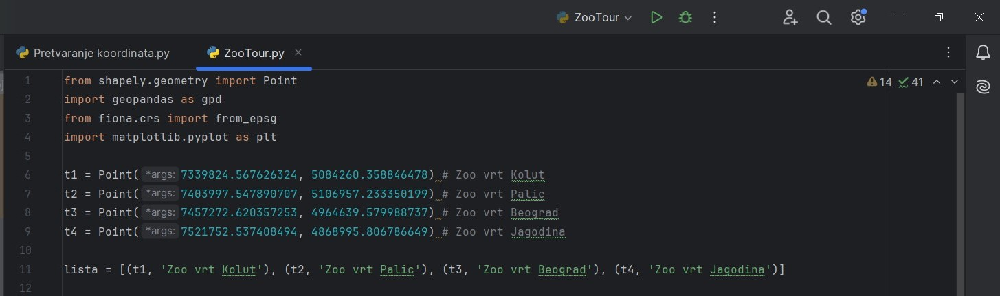 ZooTour
Pretvaranje koordinata.py
ZooTour.py
14 41
1 from shapely.geometry import Point
2 import geopandas as gpd
3 from fiona.crs import from_epsg
4 import matplotlib.pyplot as plt
5
6 t1 = Point( *args: 7339824.567626324, 5084260.358846478) # Zoo vrt Kolut
7 t2 = Point( *args: 7403997.547890707, 5106957.233350199) # Zoo vrt Palic
8 t3 = Point( *args: 7457272.620357253, 4964639.579988737) # Zoo vrt Beograd
9 t4 = Point( *args: 7521752.537408494, 4868995.806786649) # Zoo vrt Jagodina
10
11 lista = [(t1, 'Zoo vrt Kolut'), (t2, 'Zoo vrt Palic'), (t3, 'Zoo vrt Beograd'), (t4, 'Zoo vrt Jagodina')]
12